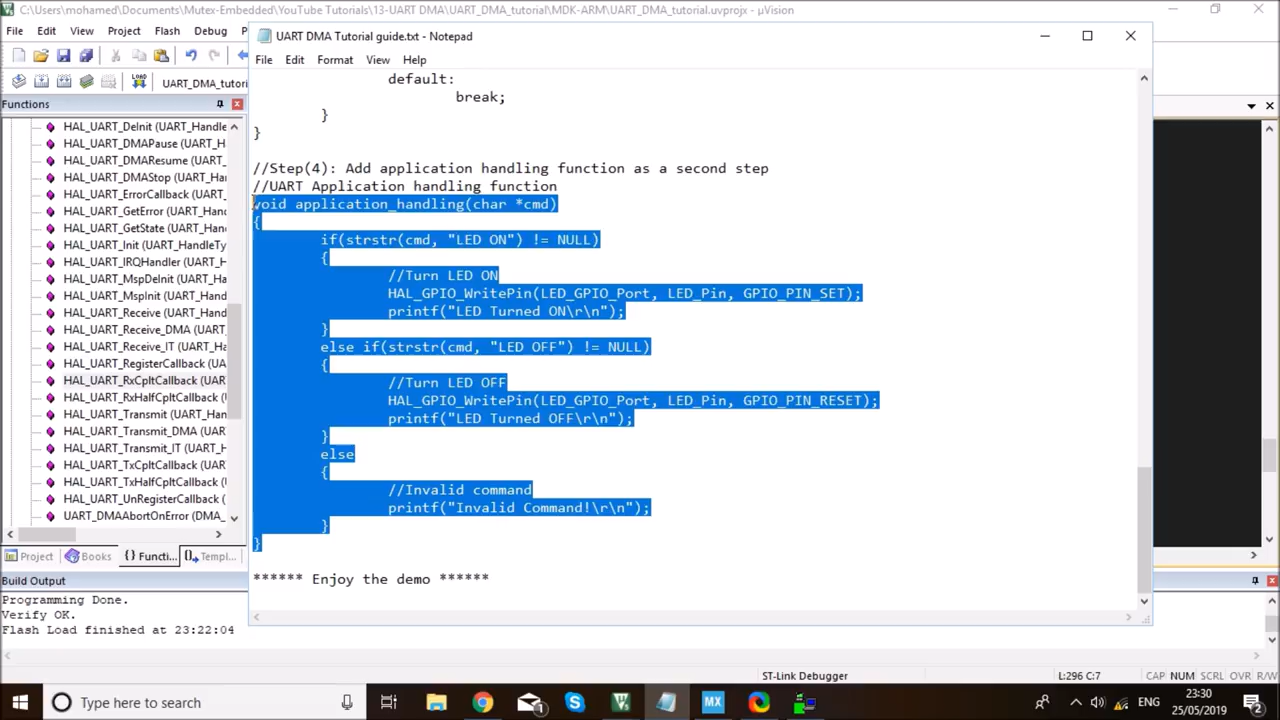 C:\Users\mohamed\Documents\Mutex-Embedded\YouTube Tutorials\13-UART DMA\UART_DMA_tutorial\MDK-ARM\UART_DMA_tutorial.uvprojx - µVision
File Edit View Project Flash Debug
UART DMA Tutorial guide.txt - Notepad
File Edit Format View Help
UART_DMA_tutori
Functions
HAL_UART_DeInit (UART_Handle
HAL_UART_DMAPause (UART_H
HAL_UART_DMAResume (UART_
HAL_UART_DMAStop (UART_Han
HAL_UART_ErrorCallback (UART_
HAL_UART_GetError (UART_Hand
HAL_UART_GetState (UART_Hand
HAL_UART_Init (UART_HandleTy
HAL_UART_IRQHandler (UART_H
HAL_UART_MspDeInit (UART_Ha
HAL_UART_MspInit (UART_Hand
HAL_UART_Receive (UART_Handl
HAL_UART_Receive_DMA (UART_
HAL_UART_Receive_IT (UART_Ha
HAL_UART_RegisterCallback (UA
HAL_UART_RxCpltCallback (UAR
HAL_UART_RxHalfCpltCallback (
HAL_UART_Transmit (UART_Han
HAL_UART_Transmit_DMA (UAR
HAL_UART_Transmit_IT (UART_H
HAL_UART_TxCpltCallback (UAR
HAL_UART_TxHalfCpltCallback (U
HAL_UART_UnRegisterCallback (
UART_DMAAbortOnError (DMA_
default:
break;
}
}
//Step(4): Add application handling function as a second step
//UART Application handling function
void application_handling(char *cmd)
{
if(strstr(cmd, "LED ON") != NULL)
{
//Turn LED ON
HAL_GPIO_WritePin(LED_GPIO_Port, LED_Pin, GPIO_PIN_SET);
printf("LED Turned ON\r\n");
}
else if(strstr(cmd, "LED OFF") != NULL)
{
//Turn LED OFF
HAL_GPIO_WritePin(LED_GPIO_Port, LED_Pin, GPIO_PIN_RESET);
printf("LED Turned OFF\r\n");
}
else
{
//Invalid command
printf("Invalid Command!\r\n");
}
}
****** Enjoy the demo ******
Project Books {} Functi... Templ...
Build Output
Programming Done.
Verify OK.
Flash Load finished at 23:22:04
ST-Link Debugger L:296 C:7 CAP NUM SCRL OVR R/W
Type here to search
ENG
23:30
25/05/2019